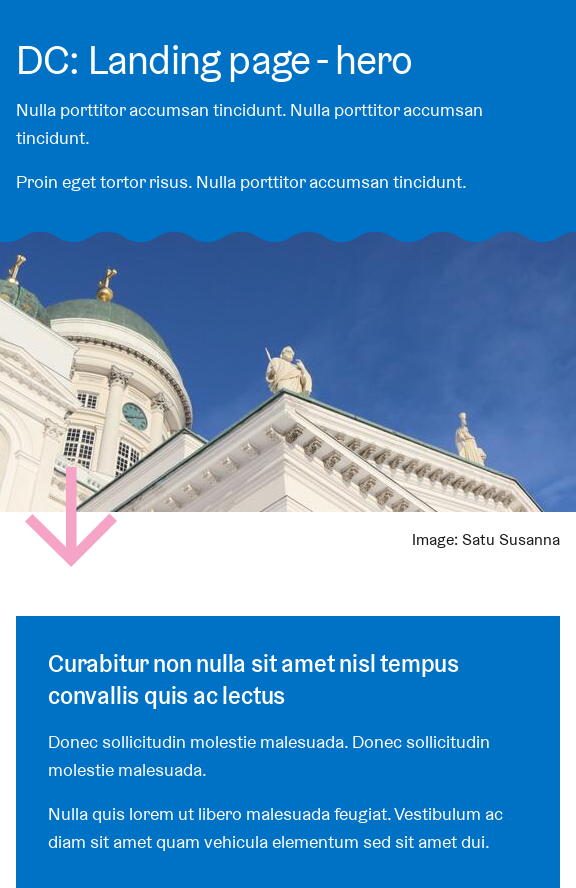 DC: Landing page - hero
Nulla porttitor accumsan tincidunt. Nulla porttitor accumsan
tincidunt.
Proin eget tortor risus. Nulla porttitor accumsan tincidunt.
Image: Satu Susanna
Curabitur non nulla sit amet nisl tempus
convallis quis ac lectus
Donec sollicitudin molestie malesuada. Donec sollicitudin
molestie malesuada.
Nulla quis lorem ut libero malesuada feugiat. Vestibulum ac
diam sit amet quam vehicula elementum sed sit amet dui.